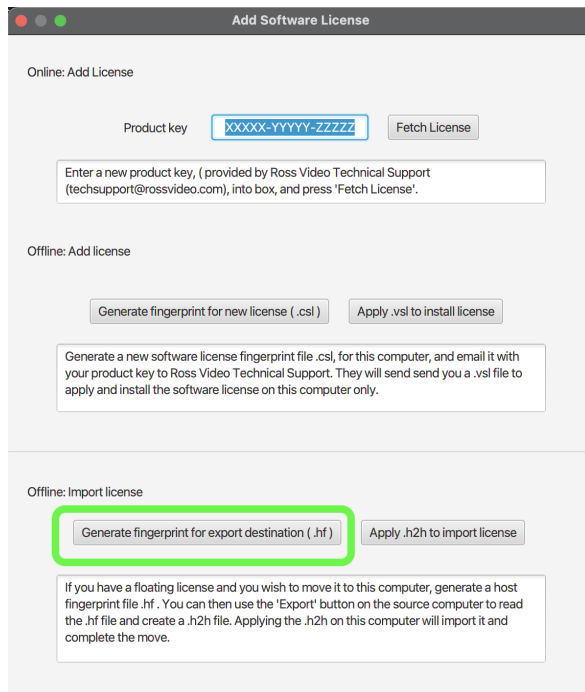 Add Software License
Online: Add License
Product key XXXXX-YYYYY-ZZZZZ Fetch License
Enter a new product key, ( provided by Ross Video Technical Support
(techsupport@rossvideo.com), into box, and press 'Fetch License'.
Offline: Add license
Generate fingerprint for new license ( .csl ) Apply .vsl to install license
Generate a new software license fingerprint file .csl, for this computer, and email it with
your product key to Ross Video Technical Support. They will send send you a .vsl file to
apply and install the software license on this computer only.
Offline: Import license
Generate fingerprint for export destination ( .hf ) Apply .h2h to import license
If you have a floating license and you wish to move it to this computer, generate a host
fingerprint file .hf . You can then use the 'Export' button on the source computer to read
the .hf file and create a .h2h file. Applying the .h2h on this computer will import it and
complete the move.